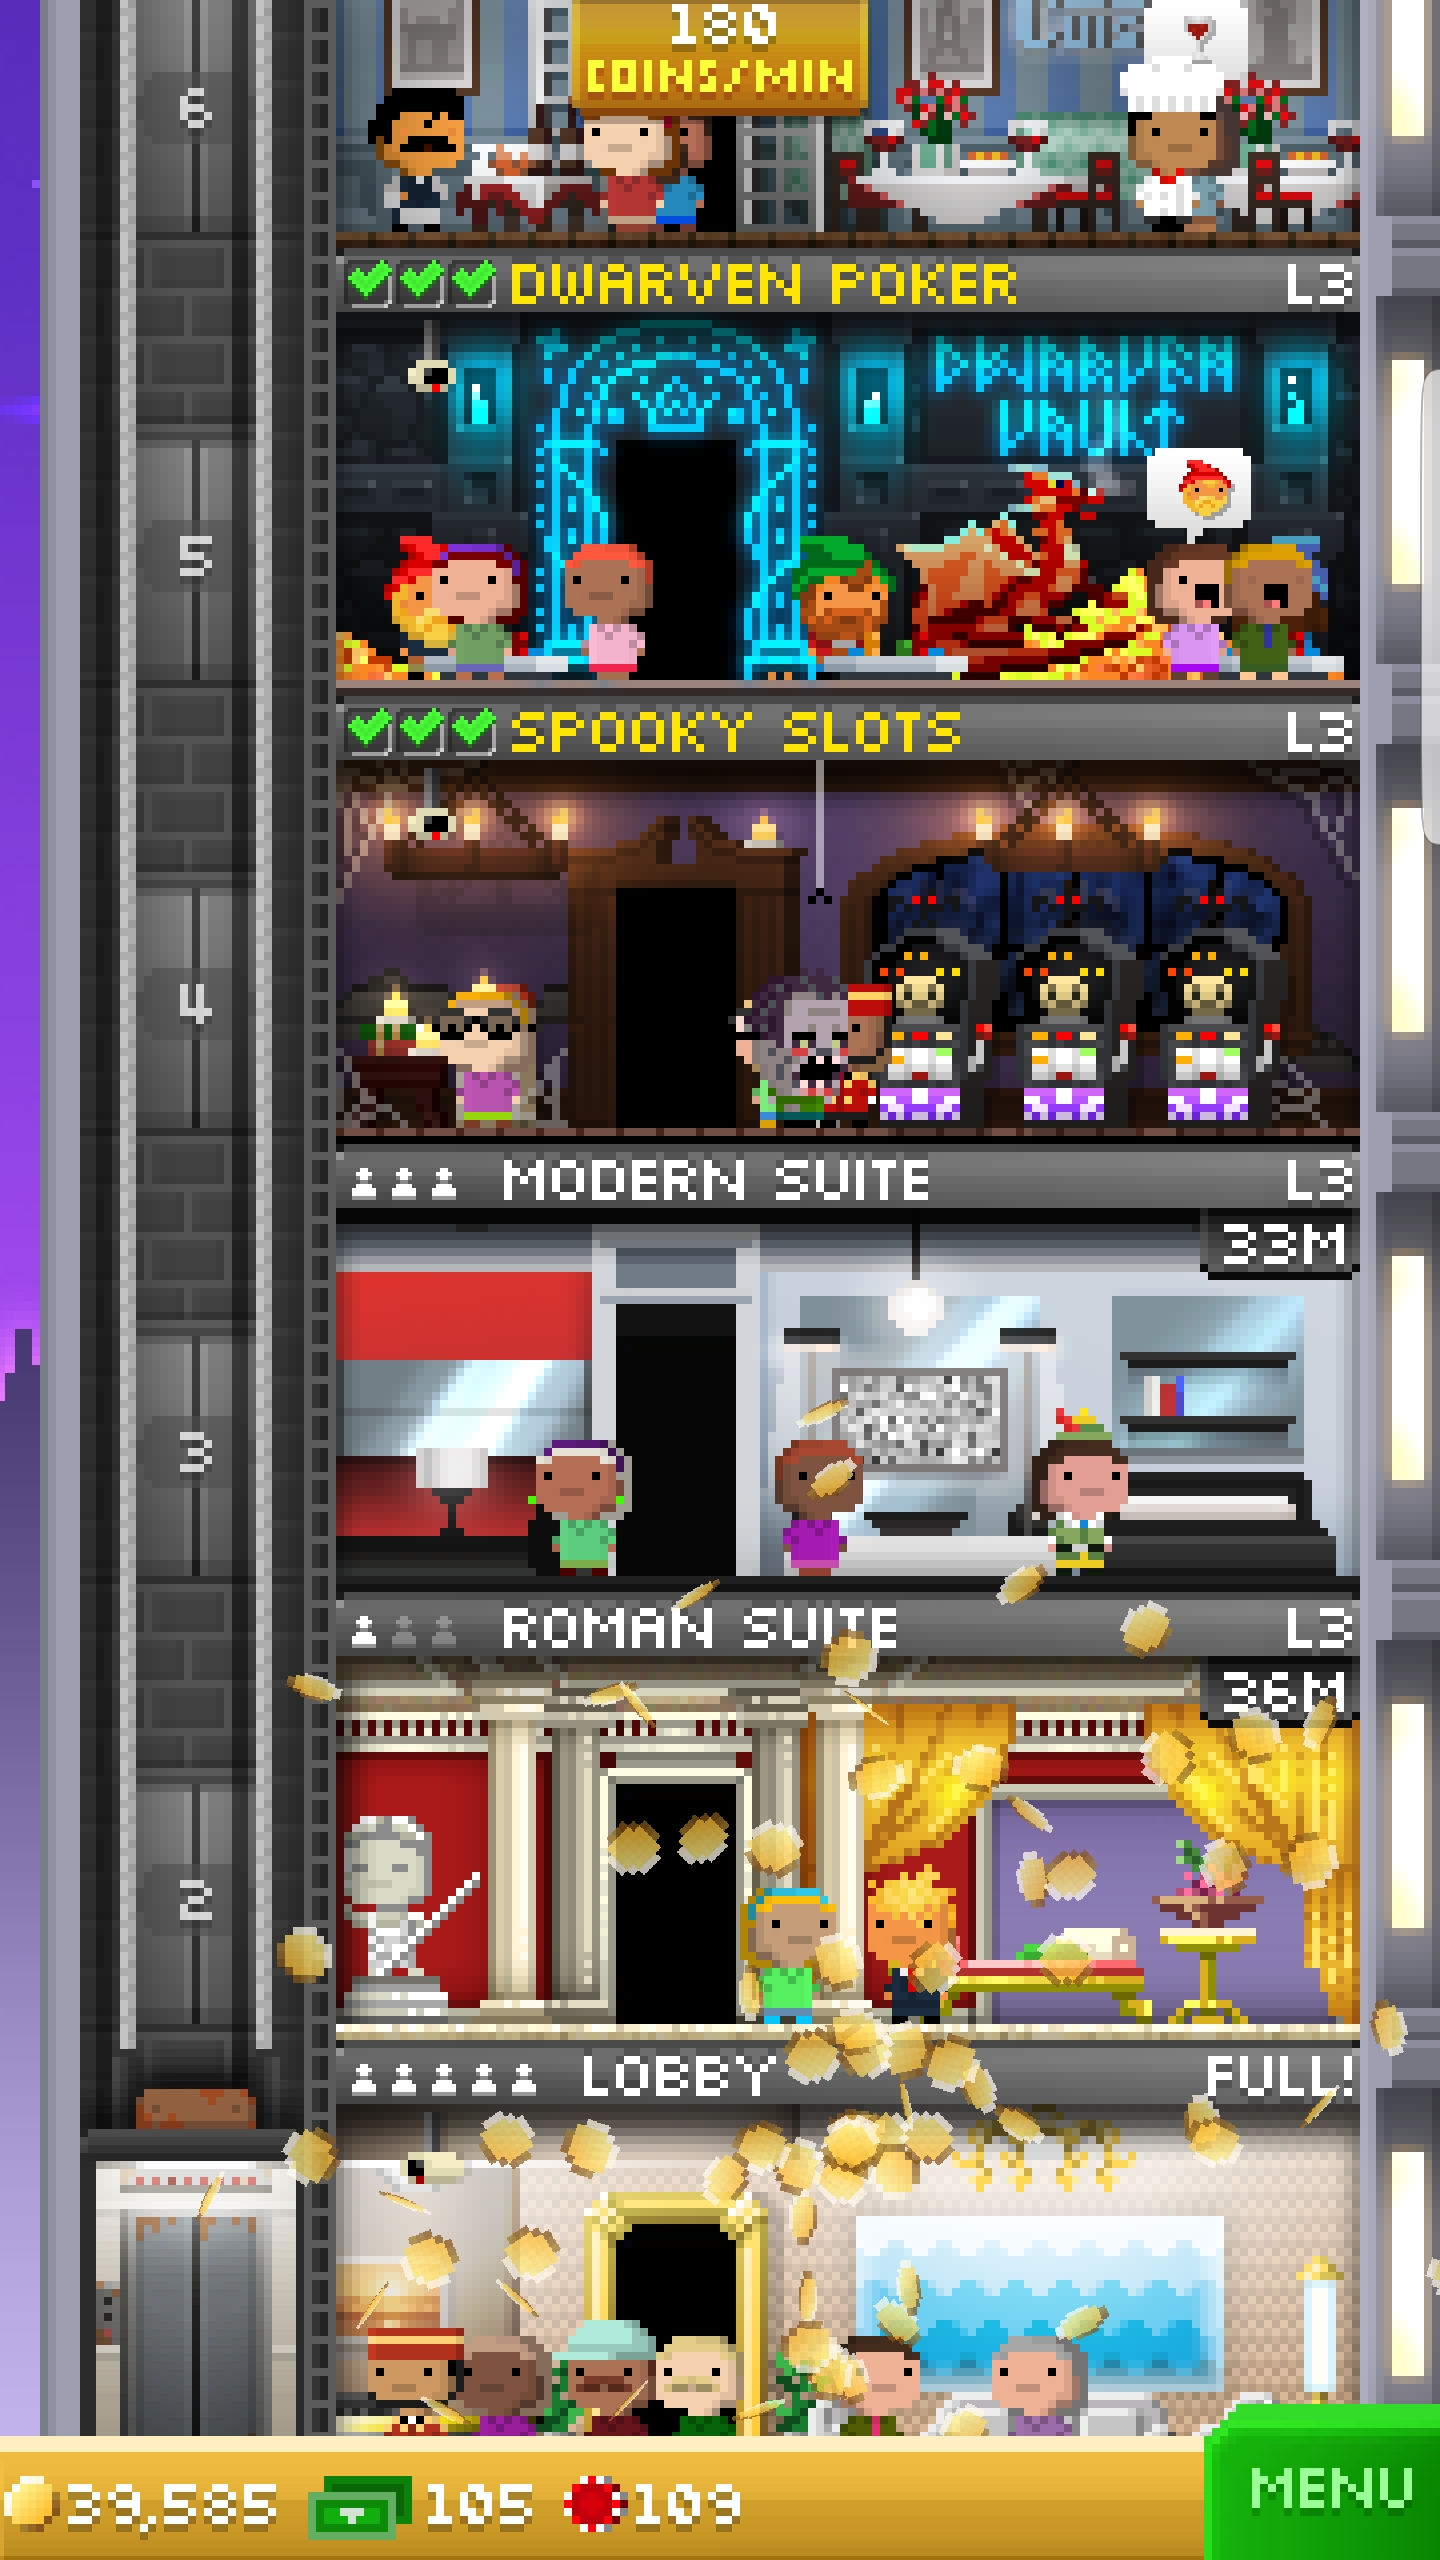 180
COINS/MIN
6
DWARVEN POKER L3
DWARVEN
VAULT
5
SPOOKY SLOTS L3
4
MODERN SUITE L3
33M
3
ROMAN SUITE L3
36M
2
LOBBY FULL!
39,585 105 109 MENU